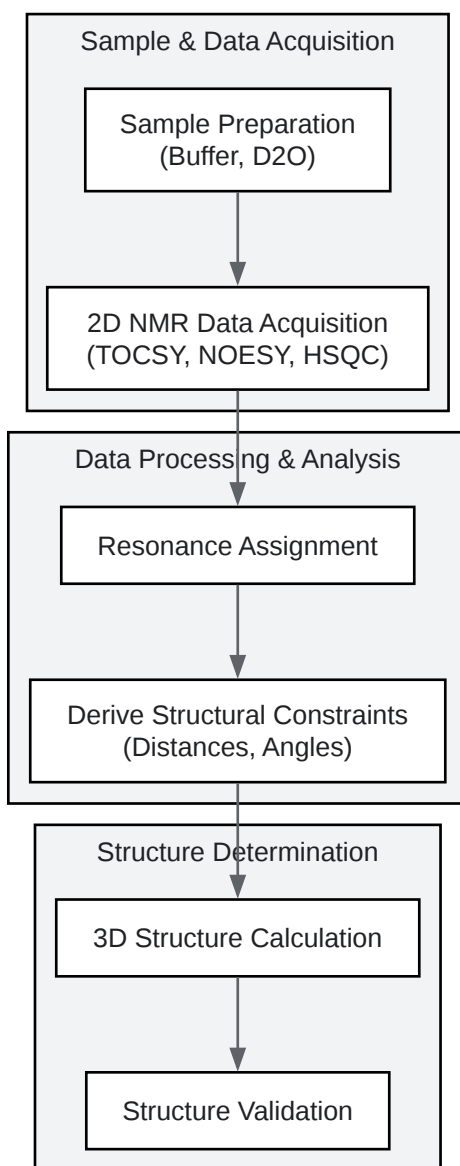 Sample & Data Acquisition
Sample Preparation
(Buffer, D2O)
2D NMR Data Acquisition
(TOCSY, NOESY, HSQC)
Data Processing & Analysis
Resonance Assignment
Derive Structural Constraints
(Distances, Angles)
Structure Determination
3D Structure Calculation
Structure Validation